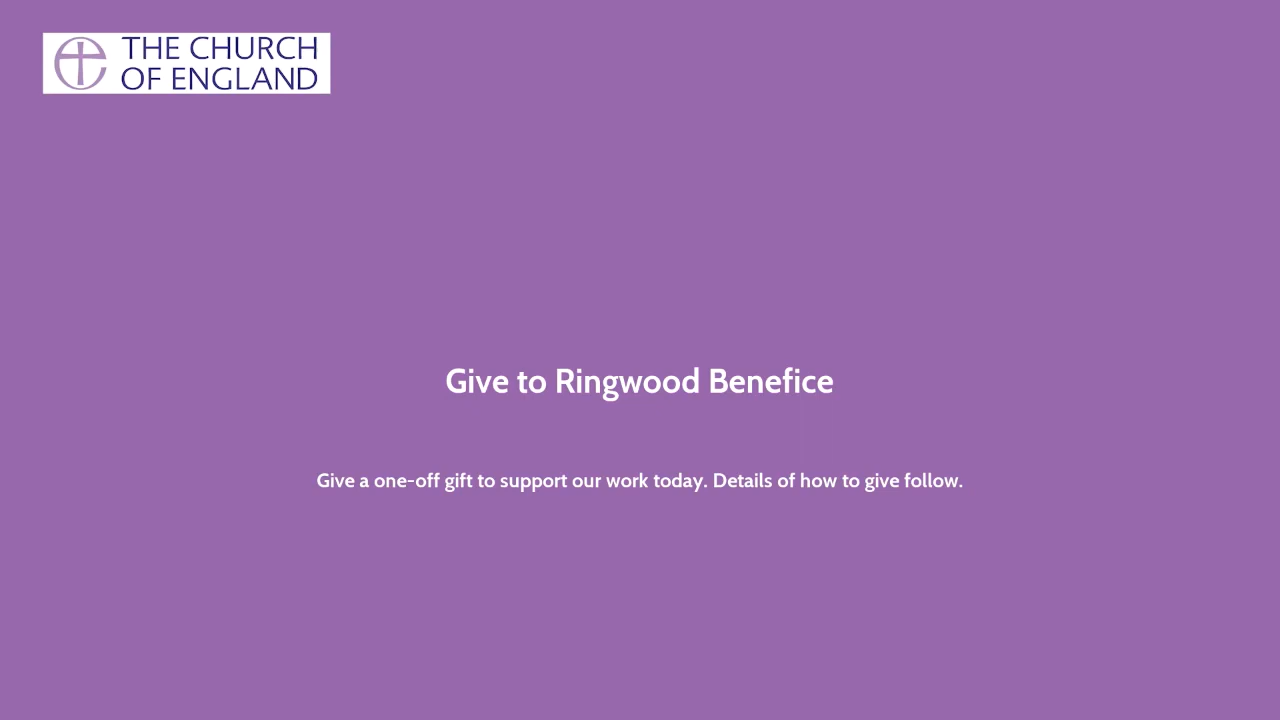 THE CHURCH
OF ENGLAND
Give to Ringwood Benefice
Give a one-off gift to support our work today. Details of how to give follow.